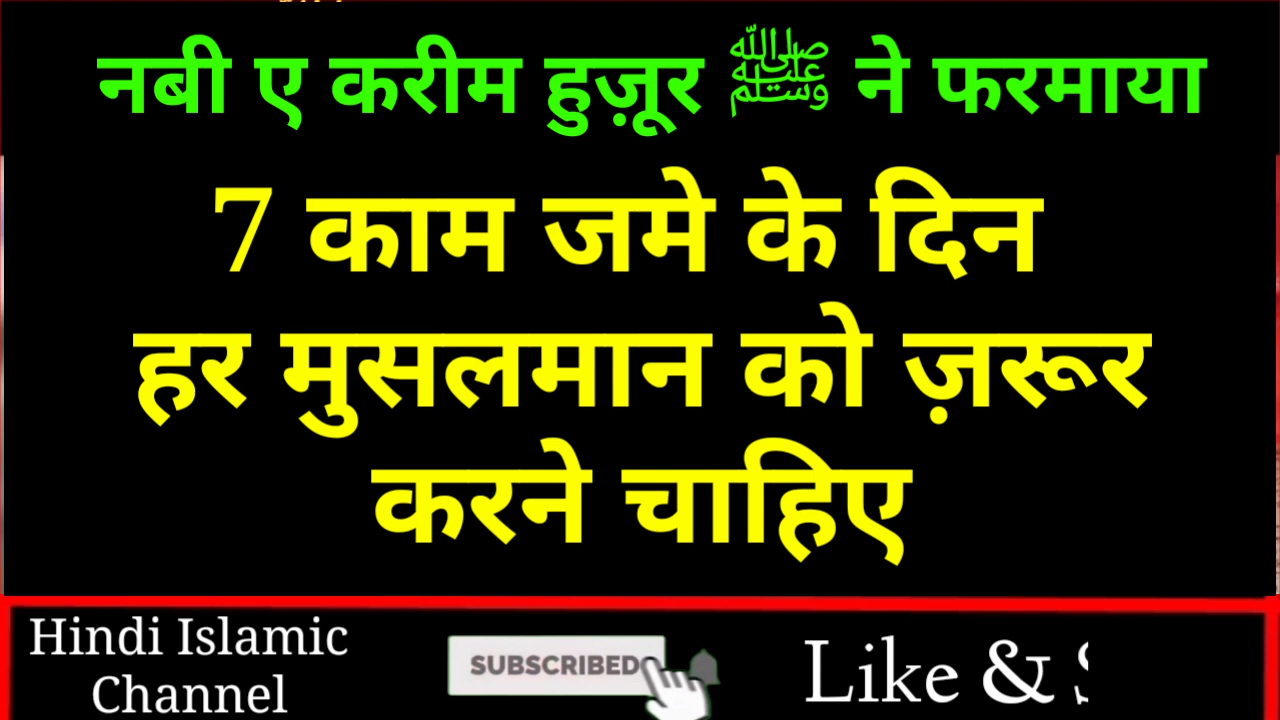 नबी ए करीम हुज़ूर ﷺ ने फरमाया
7 काम जमे के दिन
हर मुसलमान को ज़रूर
करने चाहिए
Hindi Islamic
Channel
SUBSCRIBED
Like &